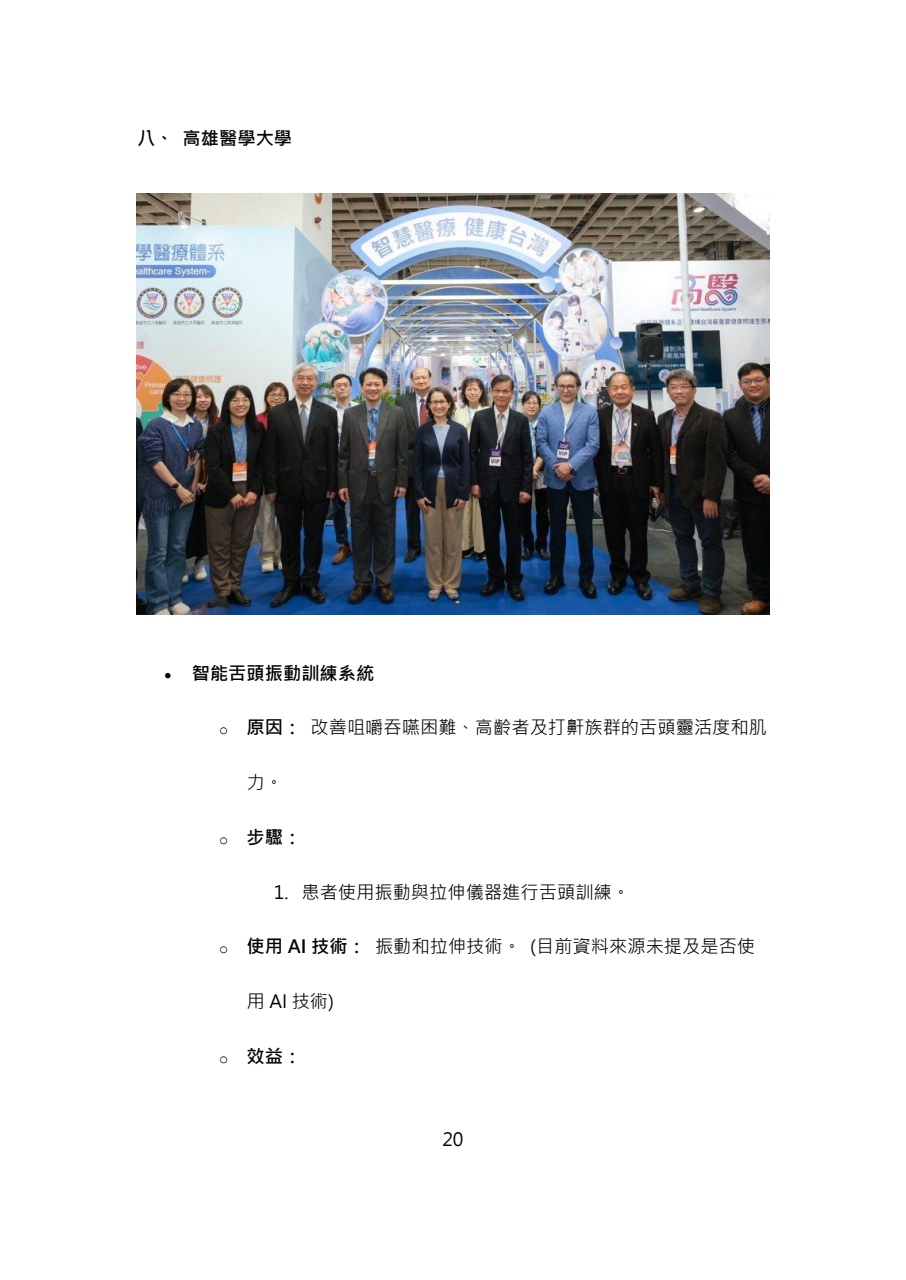 八、 高雄醫學大學
智慧醫療 健康台灣
學醫療體系
althcare System-
高醫
• 智能舌頭振動訓練系統
o 原因： 改善咀嚼吞嚥困難、高齡者及打鼾族群的舌頭靈活度和肌
力。
o 步驟：
1. 患者使用振動與拉伸儀器進行舌頭訓練。
o 使用 AI 技術： 振動和拉伸技術。 (目前資料來源未提及是否使
用 AI 技術)
o 效益：
VIP
VIP
20